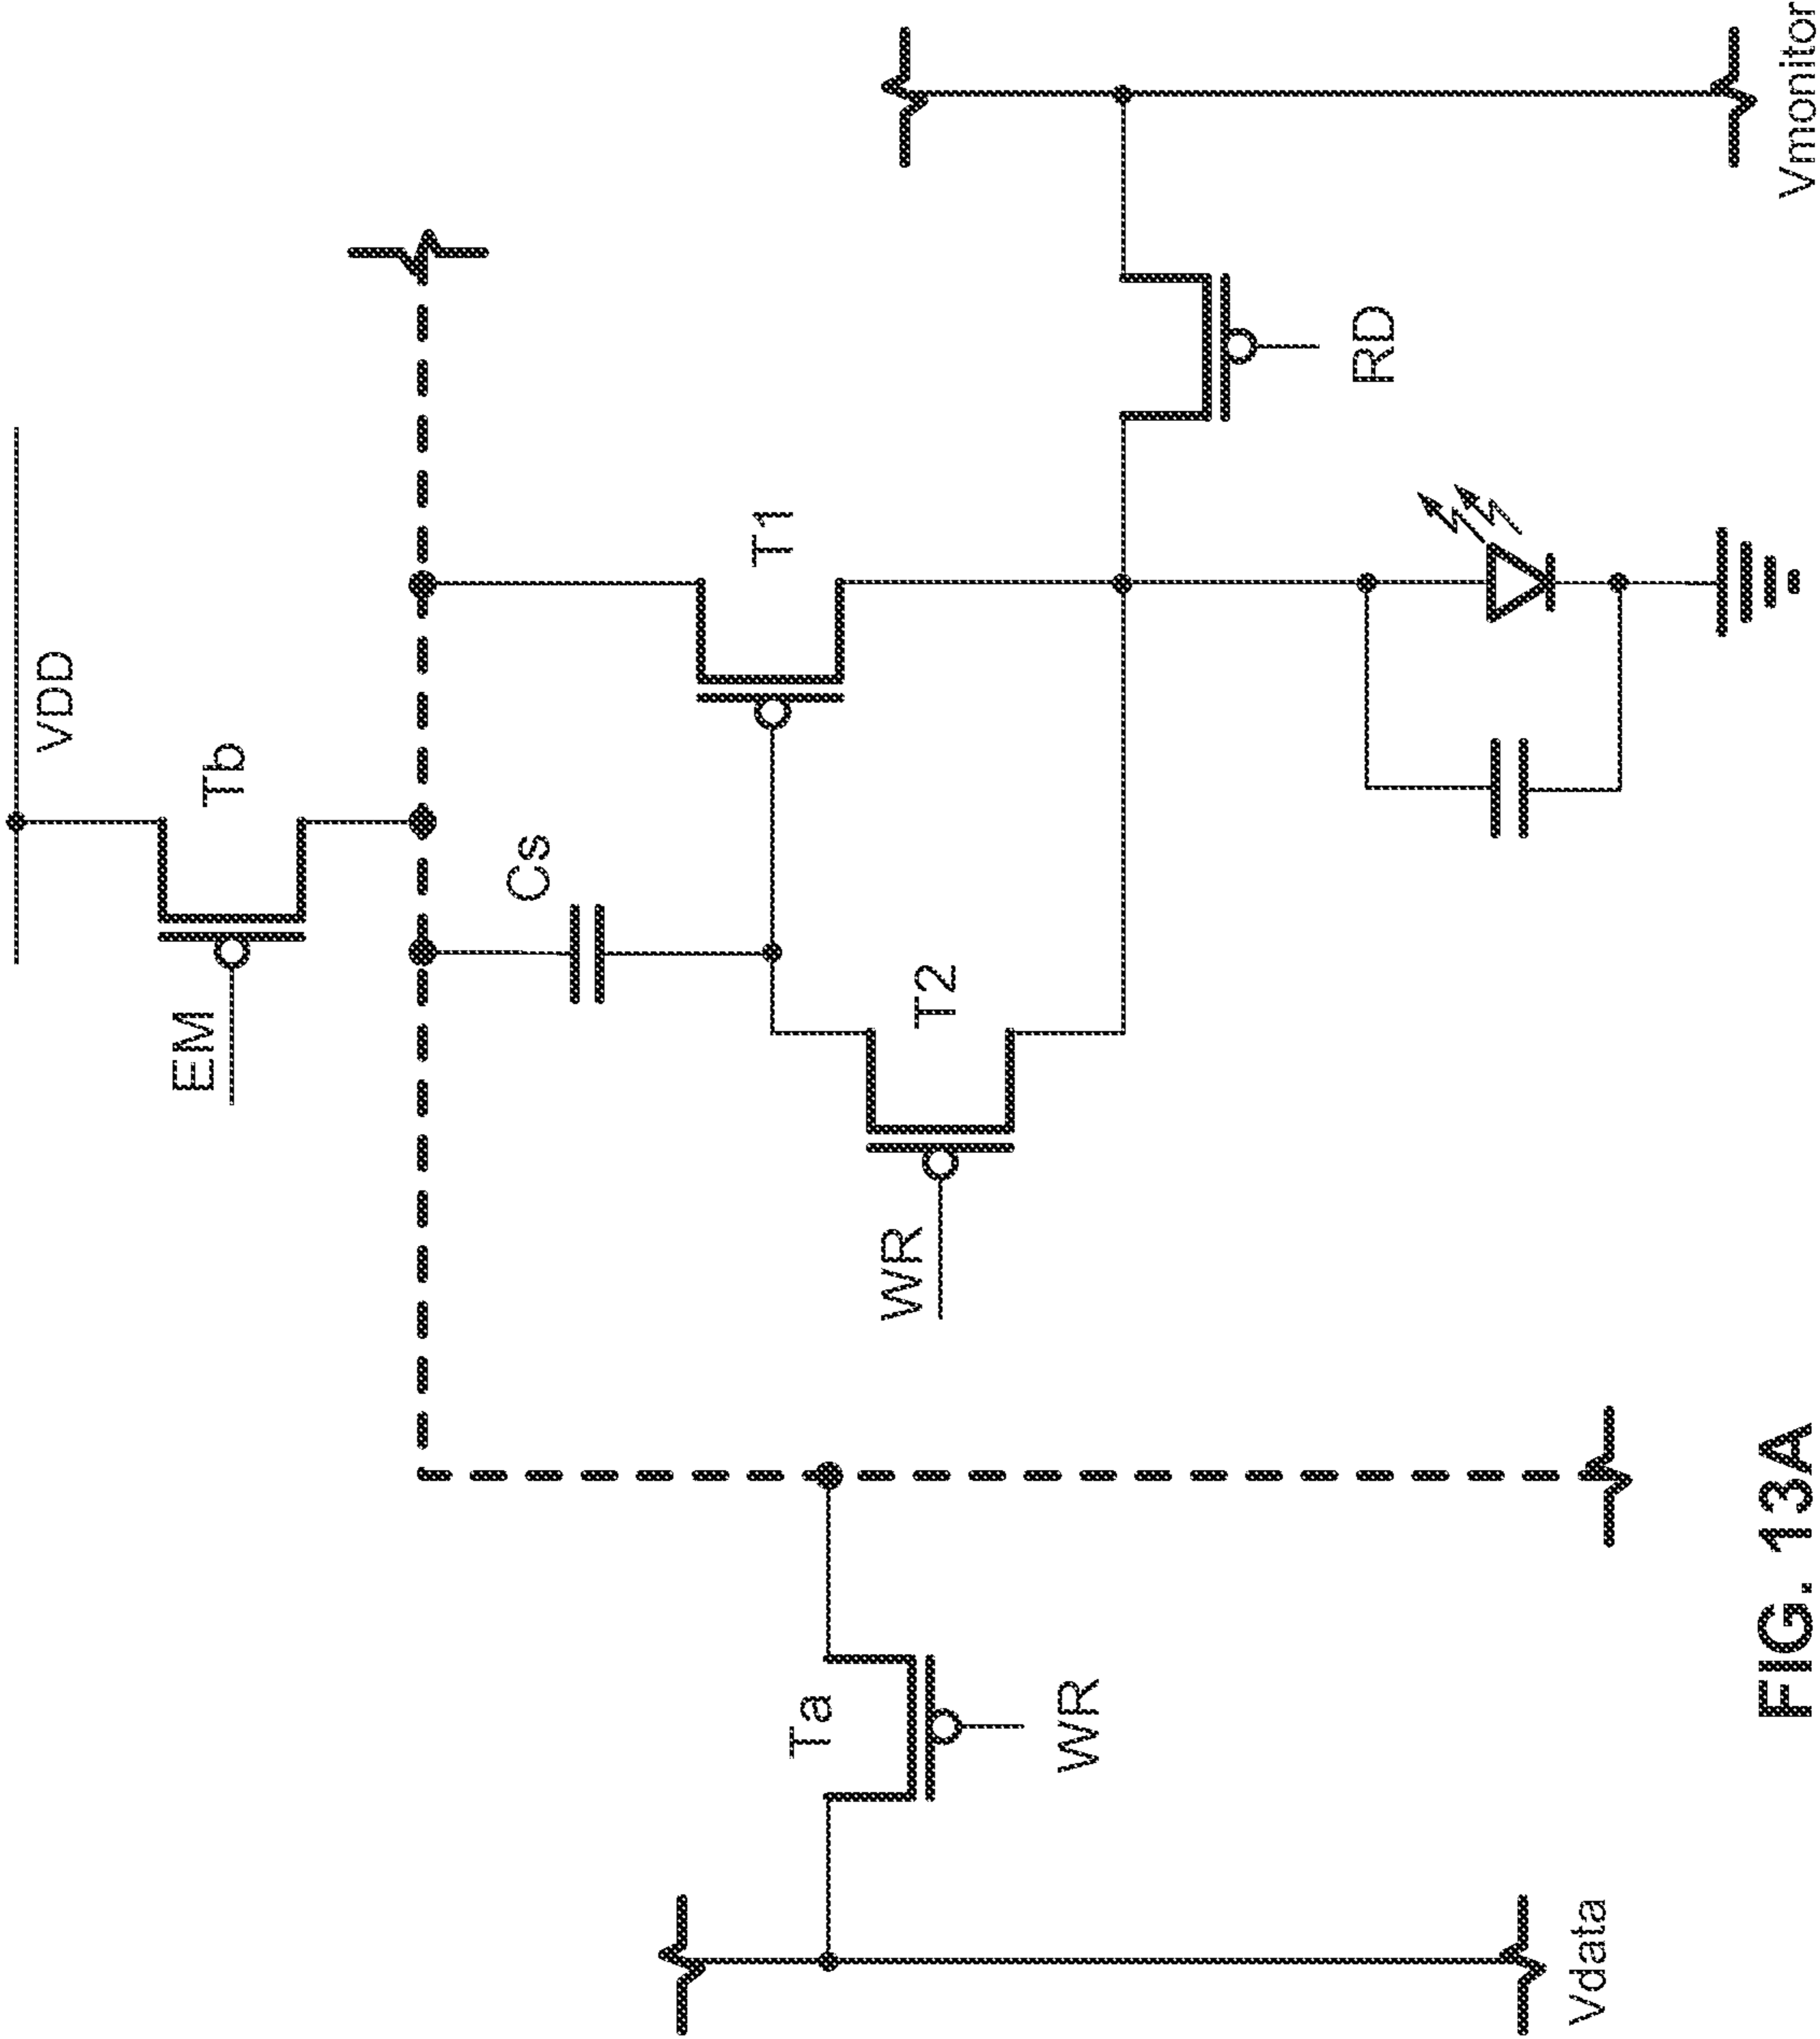 VDD
Tb
EM
Cs
T1
T2
WR
Ta
WR
RD
Vdata
Vmonitor
FIG. 13A